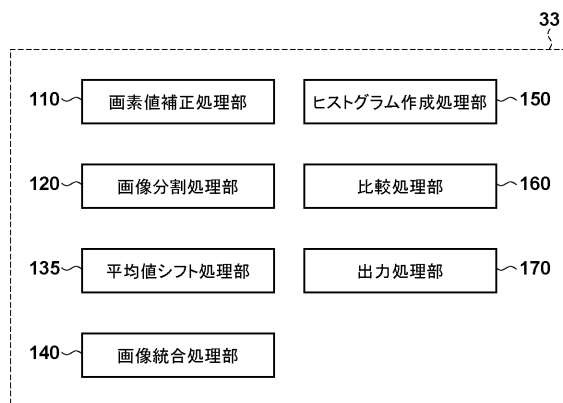 33
110 画素値補正処理部
ヒストグラム作成処理部 150
120 画像分割処理部
比較処理部 160
135 平均値シフト処理部
出力処理部 170
140 画像統合処理部